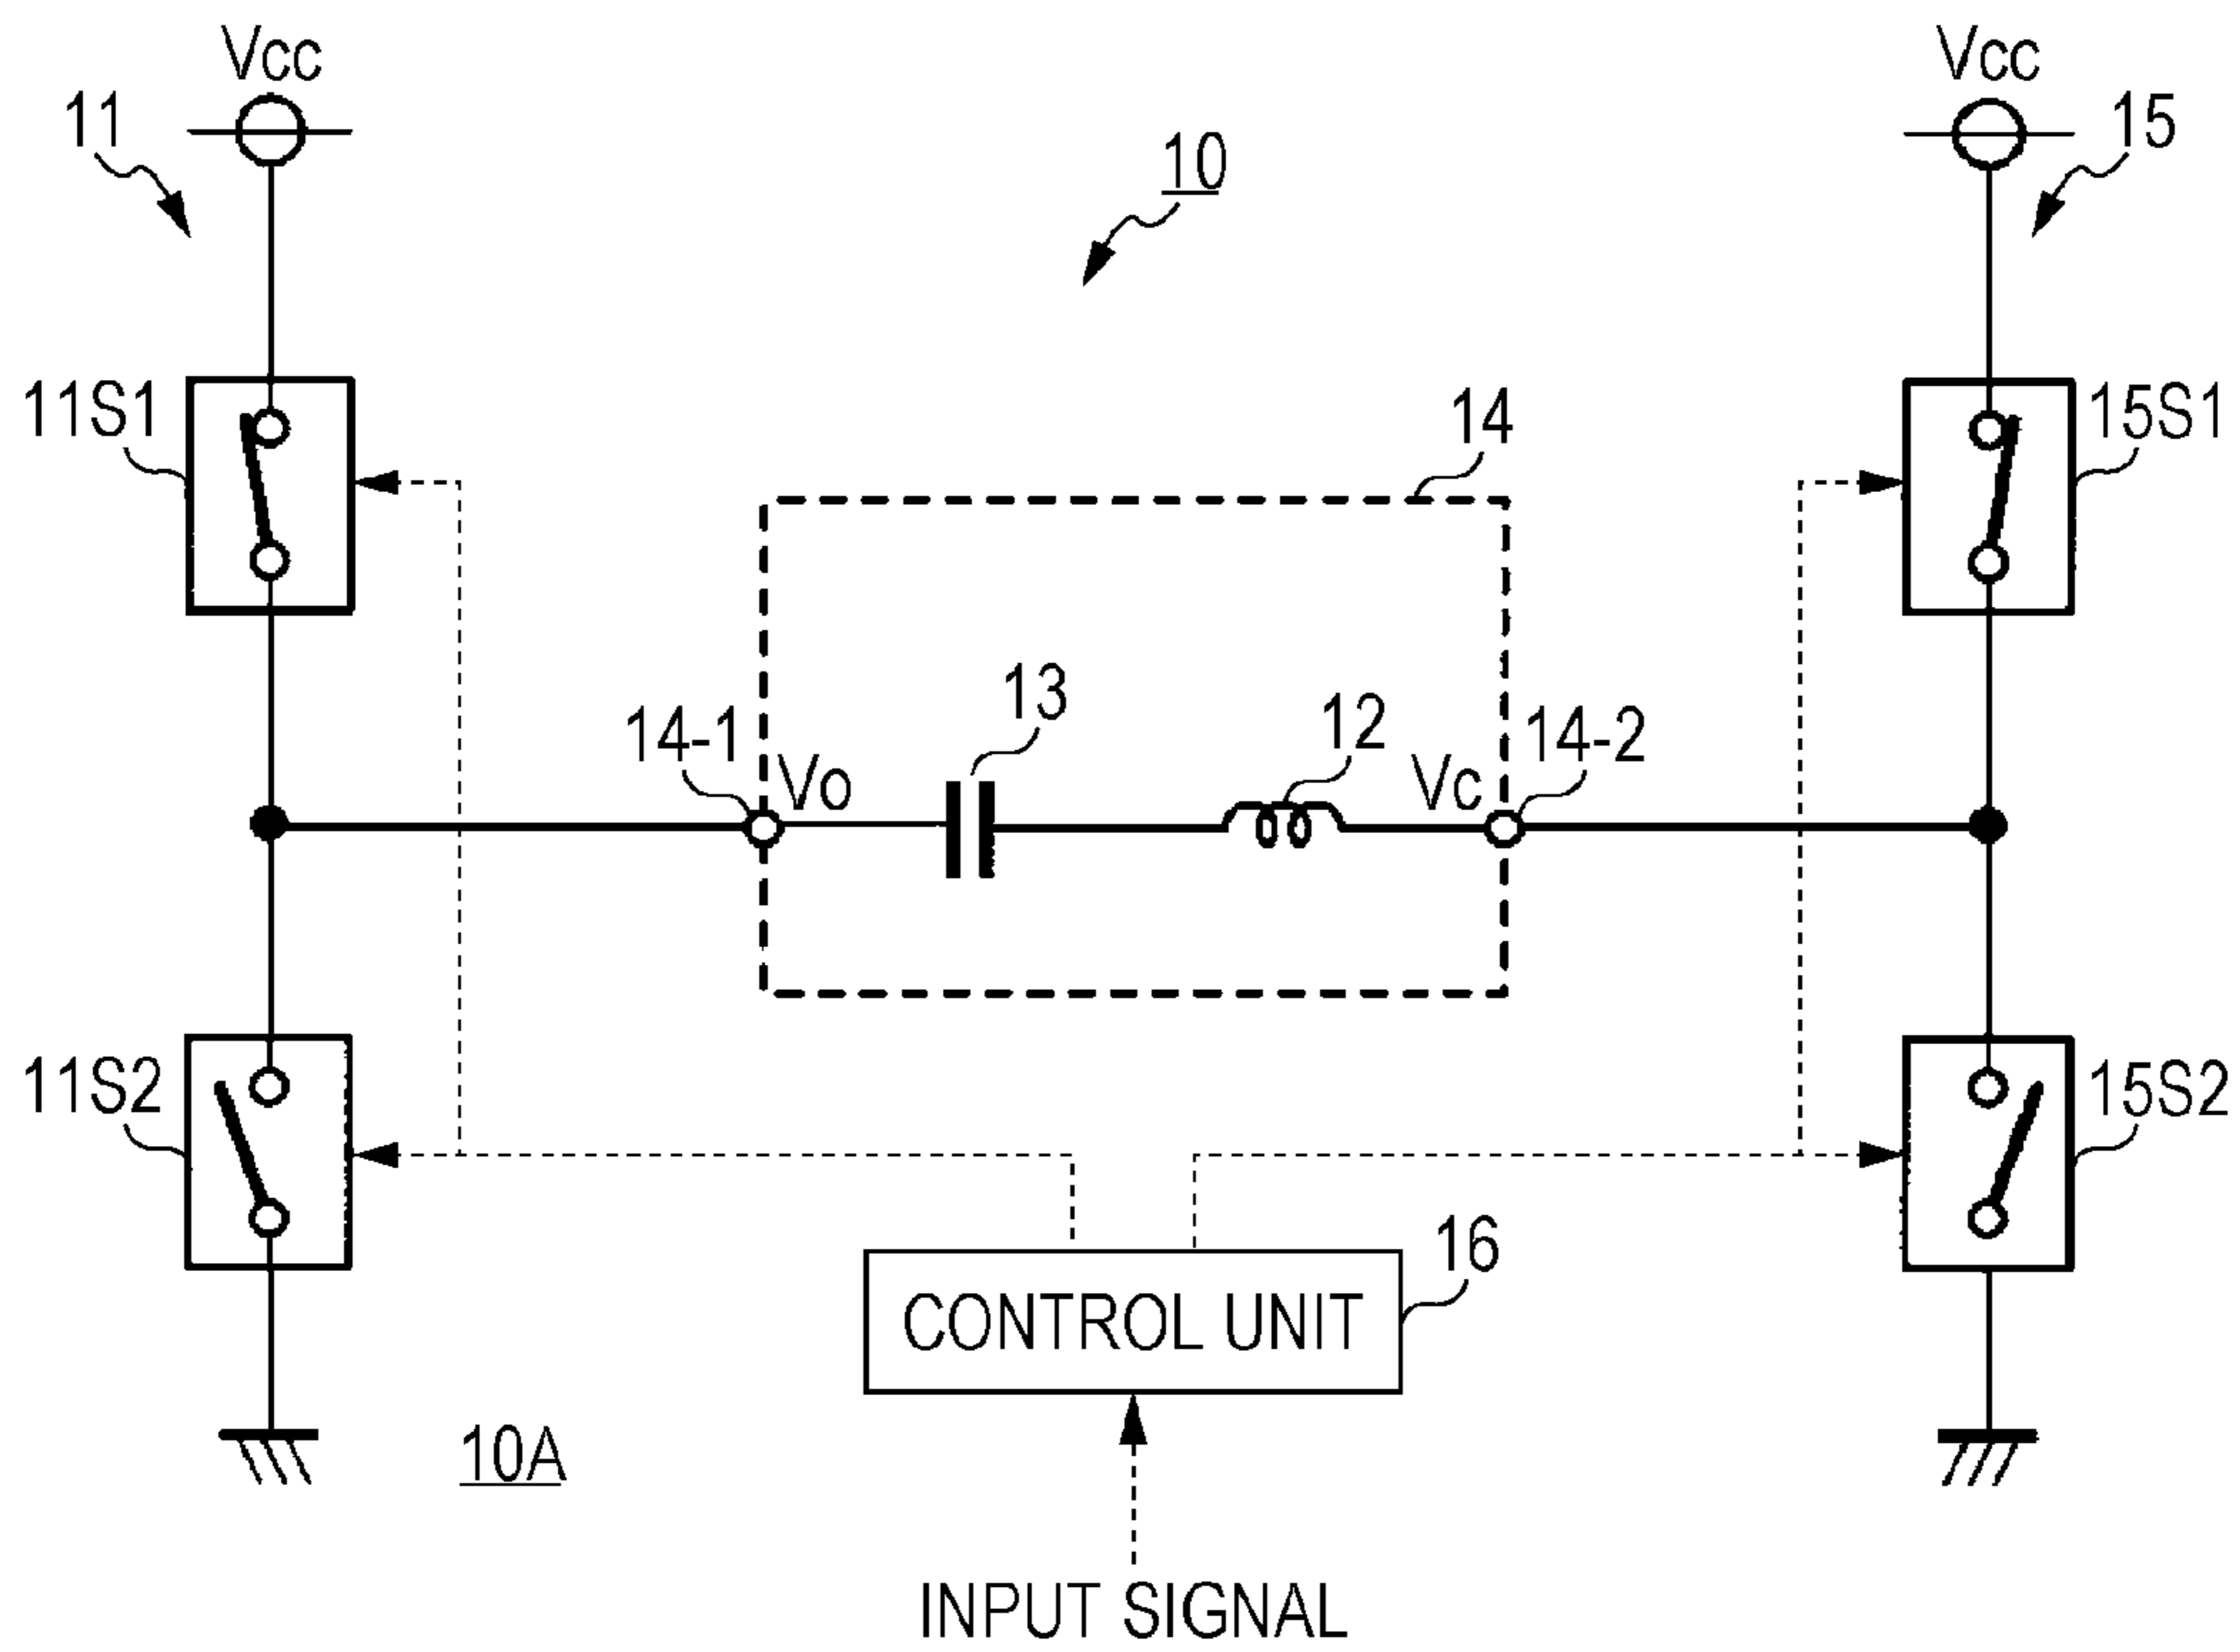 Vcc
Vcc
11
15
10
11S1
15S1
14
13
12
14-1
14-2
Vo
Vc
11S2
15S2
16
CONTROL UNIT
10A
INPUT SIGNAL